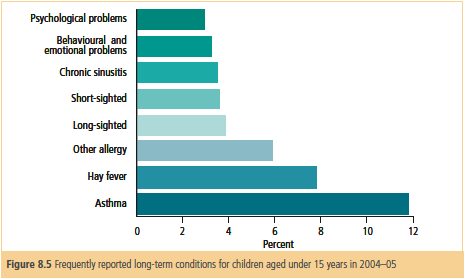 Psychological problems
Behavioural and
emotional problems
Chronic sinusitis
Short-sighted
Long-sighted
Other allergy
Hay fever
Asthma
0 2 4 6 8 10 12
Percent
Figure 8.5 Frequently reported long-term conditions for children aged under 15 years in 2004–05